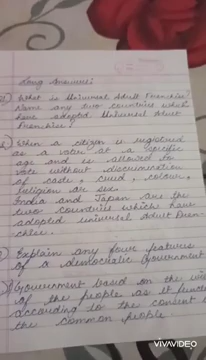 Long Answers:
What is Universal Adult Franchise?
Name any two countries which
have adopted Universal Adult
Franchise?
When a citizen is registered
as a voter at a specific
age and is allowed to
vote without discrimination
of caste, creed, colour,
religion or sex.
India and Japan are the
two countries which have
adopted universal adult Fran-
chise.
Explain any four features
of a democratic government
Government based on the will
of the people as it functions
according to the consent of
the common people.
VIVAVIDEO